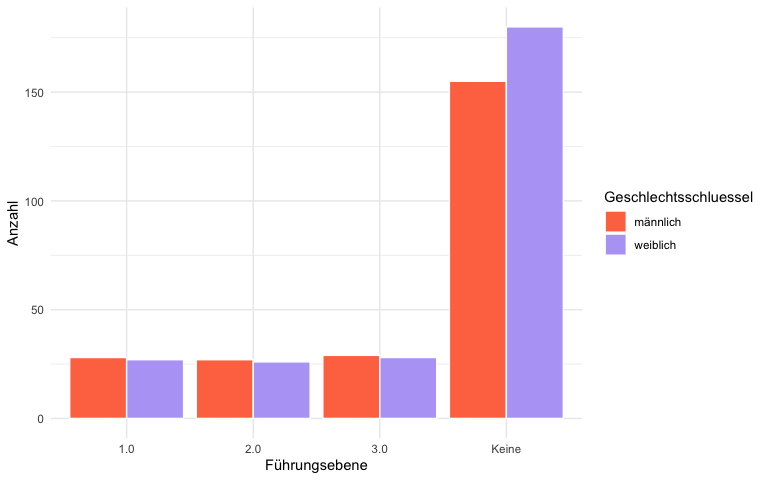 150
100
50
0
Anzahl
1.0 2.0 3.0 Keine
Führungsebene
Geschlechtsschluessel
männlich
weiblich